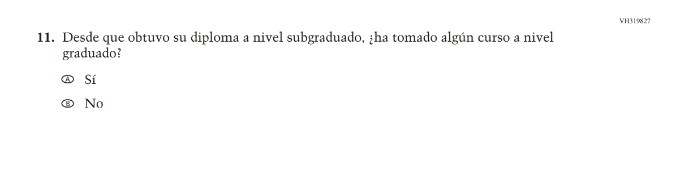 VH319827
11. Desde que obtuvo su diploma a nivel subgraduado, ¿ha tomado algún curso a nivel
graduado?
A Sí
B No